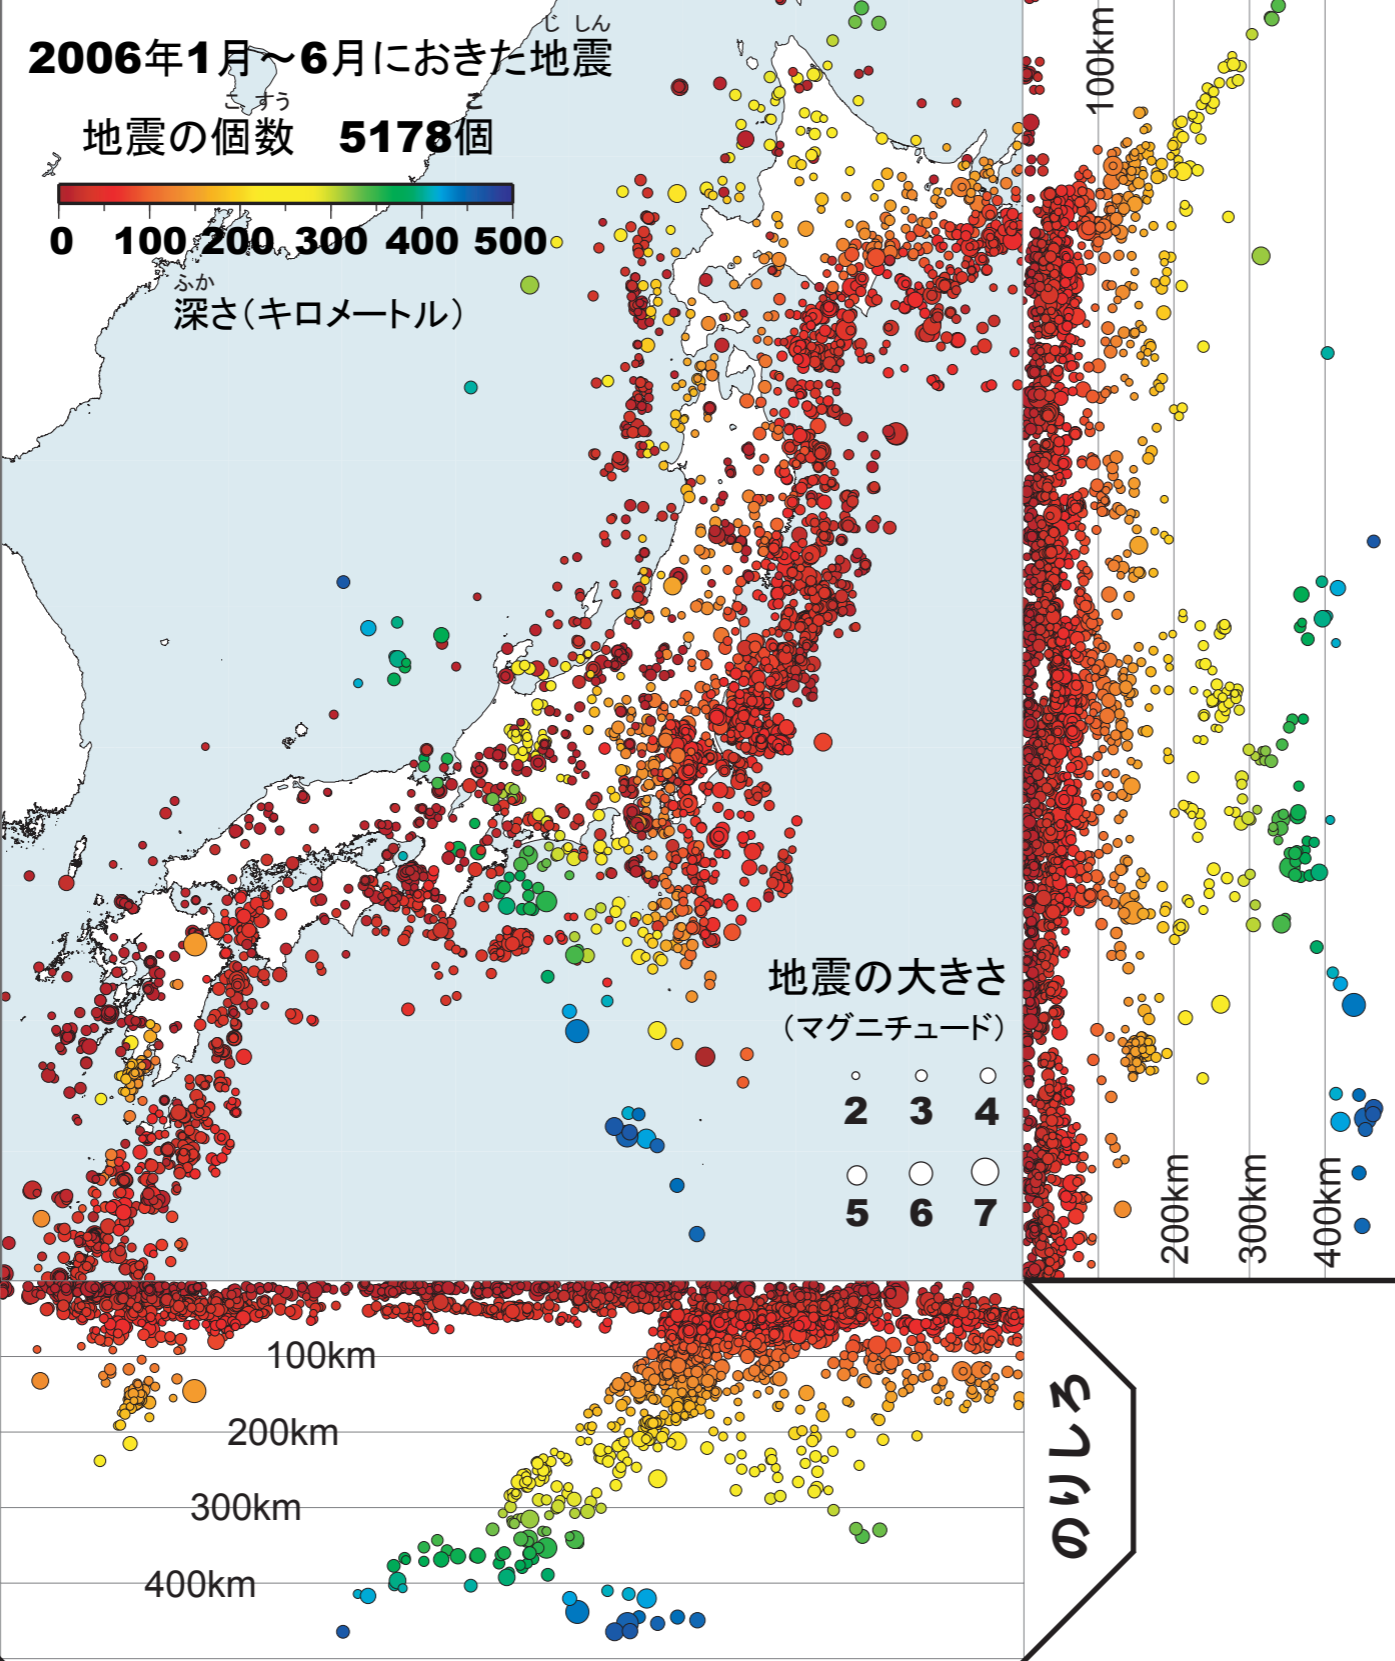 じ しん
2006年1月～6月におきた地震
こ すう こ
地震の個数 5178個
0 100 200 300 400 500
ふか
深さ(キロメートル)
地震の大きさ
(マグニチュード)
2 3 4
5 6 7
100km
200km
300km
400km
100km
200km
300km
400km
のりしろ